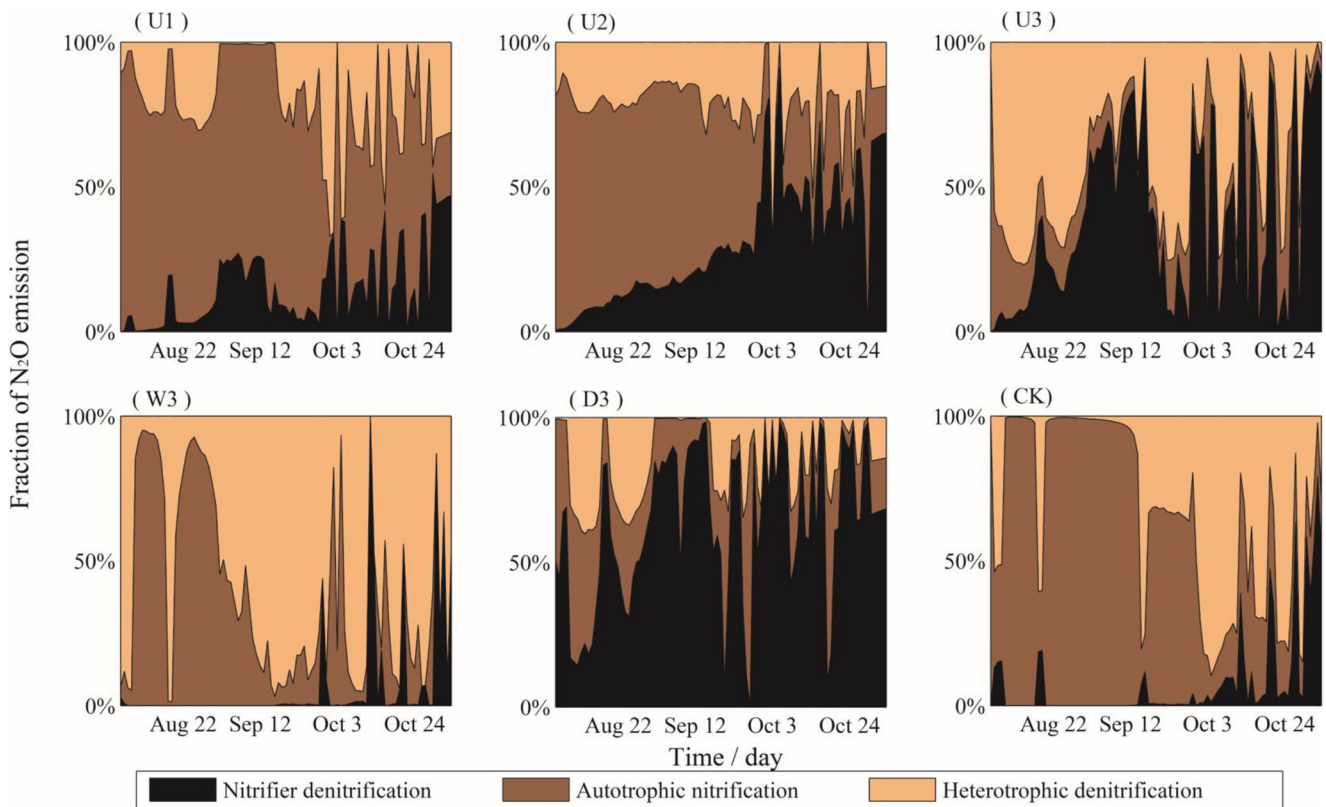 ( U1 )
( U2)
( U3 )
100%
50%
0%
Aug 22 Sep 12 Oct 3 Oct 24
100%
50%
0%
Aug 22 Sep 12 Oct 3 Oct 24
100%
50%
0%
Aug 22 Sep 12 Oct 3 Oct 24
Fraction of N₂O emission
( W3 )
( D3 )
( CK)
100%
50%
0%
Aug 22 Sep 12 Oct 3 Oct 24
100%
50%
0%
Aug 22 Sep 12 Oct 3 Oct 24
100%
50%
0%
Aug 22 Sep 12 Oct 3 Oct 24
Time / day
Nitrifier denitrification Autotrophic nitrification Heterotrophic denitrification